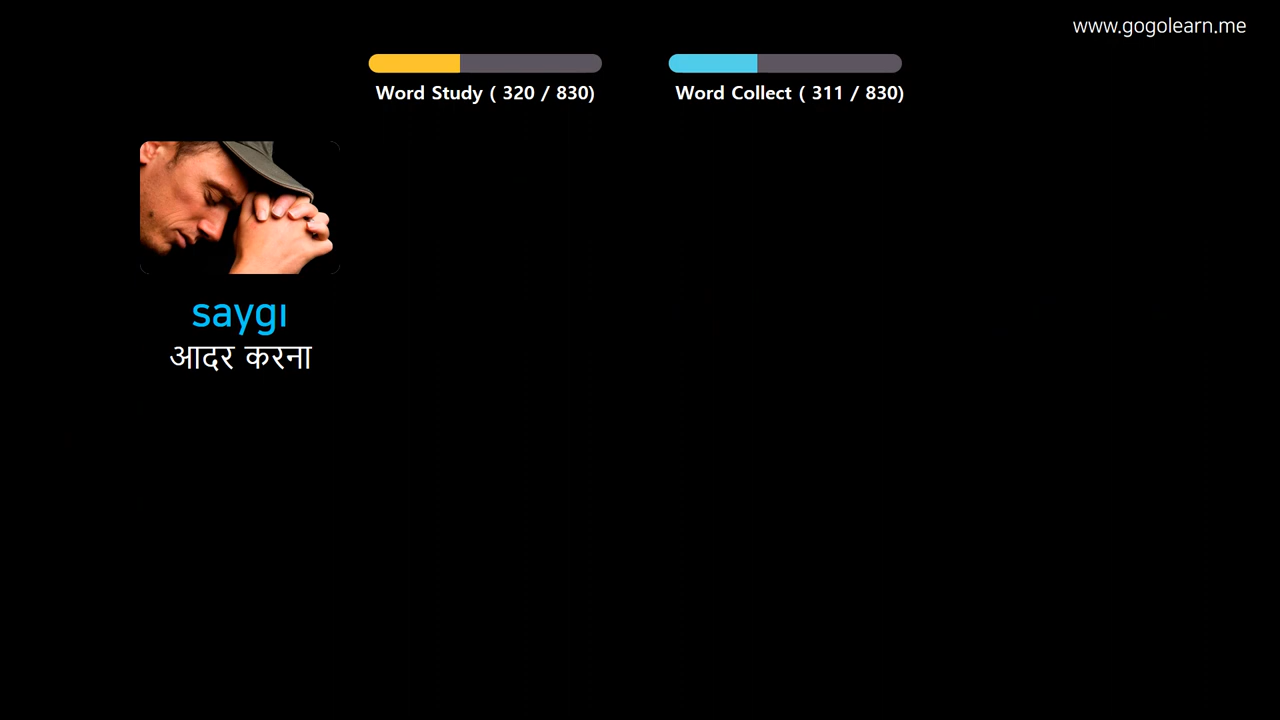 www.gogolearn.me
Word Study ( 320 / 830)
Word Collect ( 311 / 830)
saygı
आदर करना